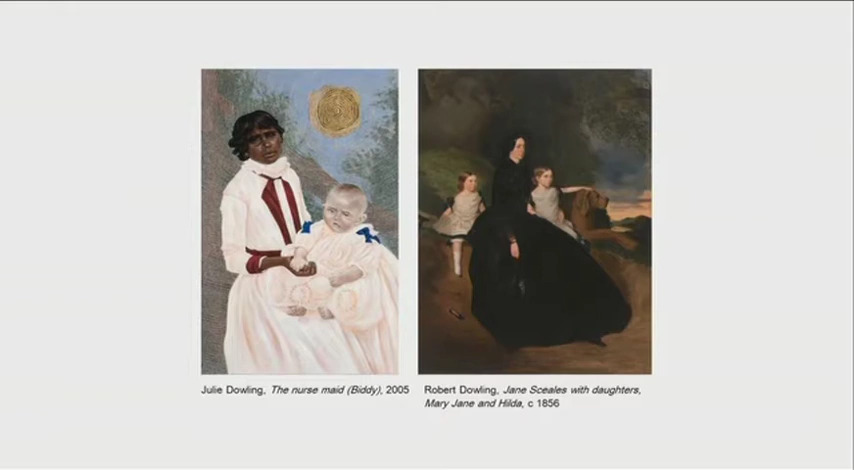 Julie Dowling, The nurse maid (Biddy), 2005
Robert Dowling, Jane Sceales with daughters,
Mary Jane and Hilda, c 1856